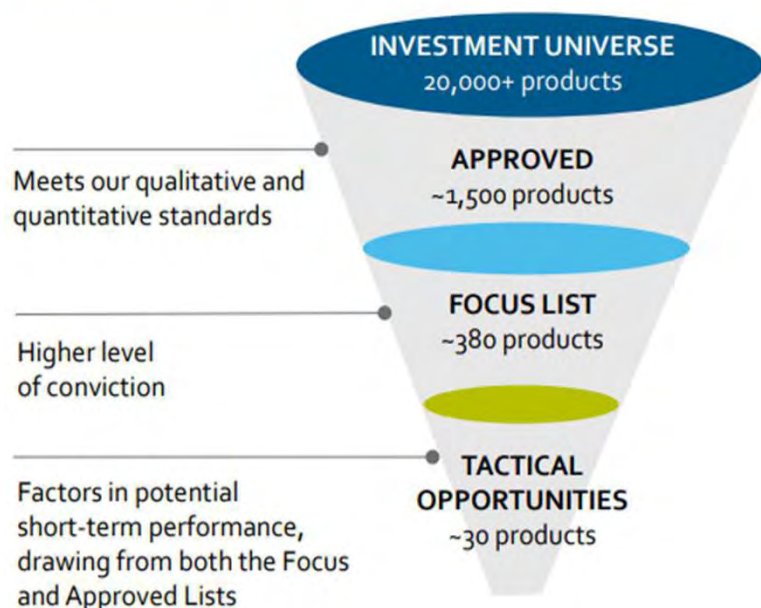 INVESTMENT UNIVERSE
20,000+ products
APPROVED
~1,500 products
Meets our qualitative and
quantitative standards
FOCUS LIST
~380 products
Higher level
of conviction
TACTICAL
OPPORTUNITIES
~30 products
Factors in potential
short-term performance,
drawing from both the Focus
and Approved Lists